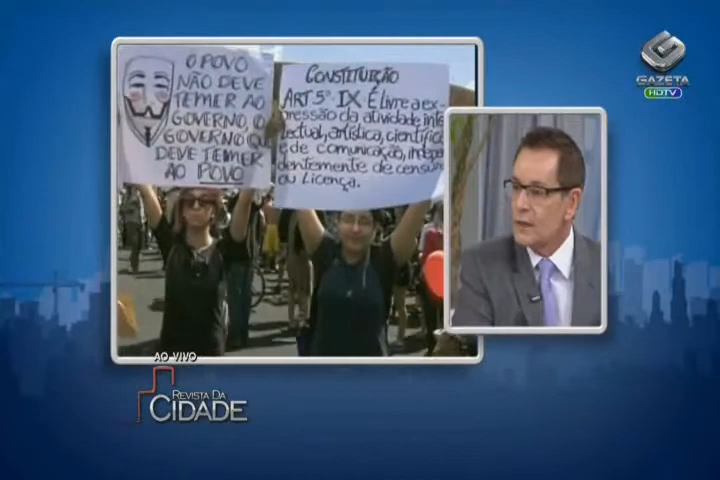 O POVO
NÃO DEVE
TEMER AO
GOVERNO, O
GOVERNO QUE
DEVE TEMER
AO POVO
CONSTITUIÇÃO
ART 5º - IX É LIVRE A EX-
PRESSÃO DA ATIVIDADE INTE
LECTUAL, ARTÍSTICA, CIENTÍFIC
E DE COMUNICAÇÃO, INDEPEN
DENTEMENTE DE CENSURA
OU LICENÇA.
GAZETA
HDTV
AO VIVO
REVISTA DA
CIDADE